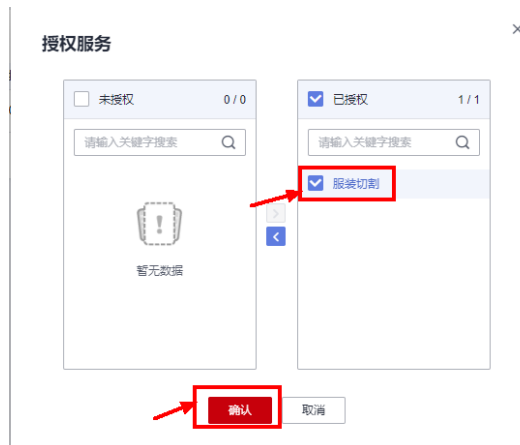 授权服务
未授权 0 / 0
请输入关键字搜索
暂无数据
已授权 1 / 1
请输入关键字搜索
服装切割
确认 取消